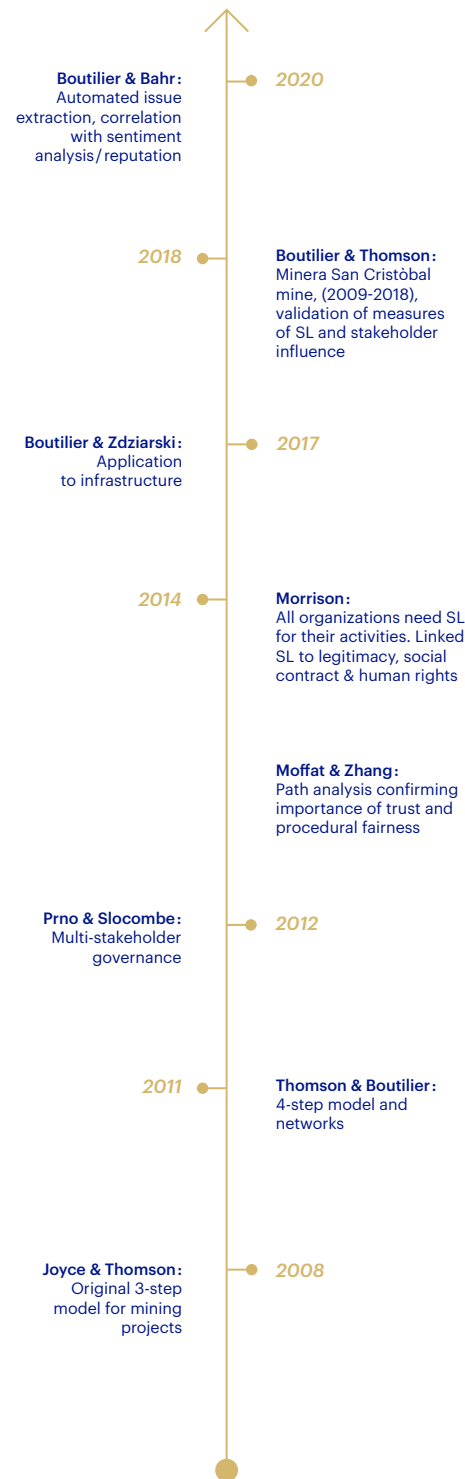 Boutilier & Bahr:
Automated issue
extraction, correlation
with sentiment
analysis/reputation
2020
2018
Boutilier & Thomson:
Minera San Cristòbal
mine, (2009-2018),
validation of measures
of SL and stakeholder
influence
Boutilier & Zdziarski:
Application
to infrastructure
2017
2014
Morrison:
All organizations need SL
for their activities. Linked
SL to legitimacy, social
contract & human rights
Moffat & Zhang:
Path analysis confirming
importance of trust and
procedural fairness
Prno & Slocombe:
Multi-stakeholder
governance
2012
2011
Thomson & Boutilier:
4-step model and
networks
Joyce & Thomson:
Original 3-step
model for mining
projects
2008